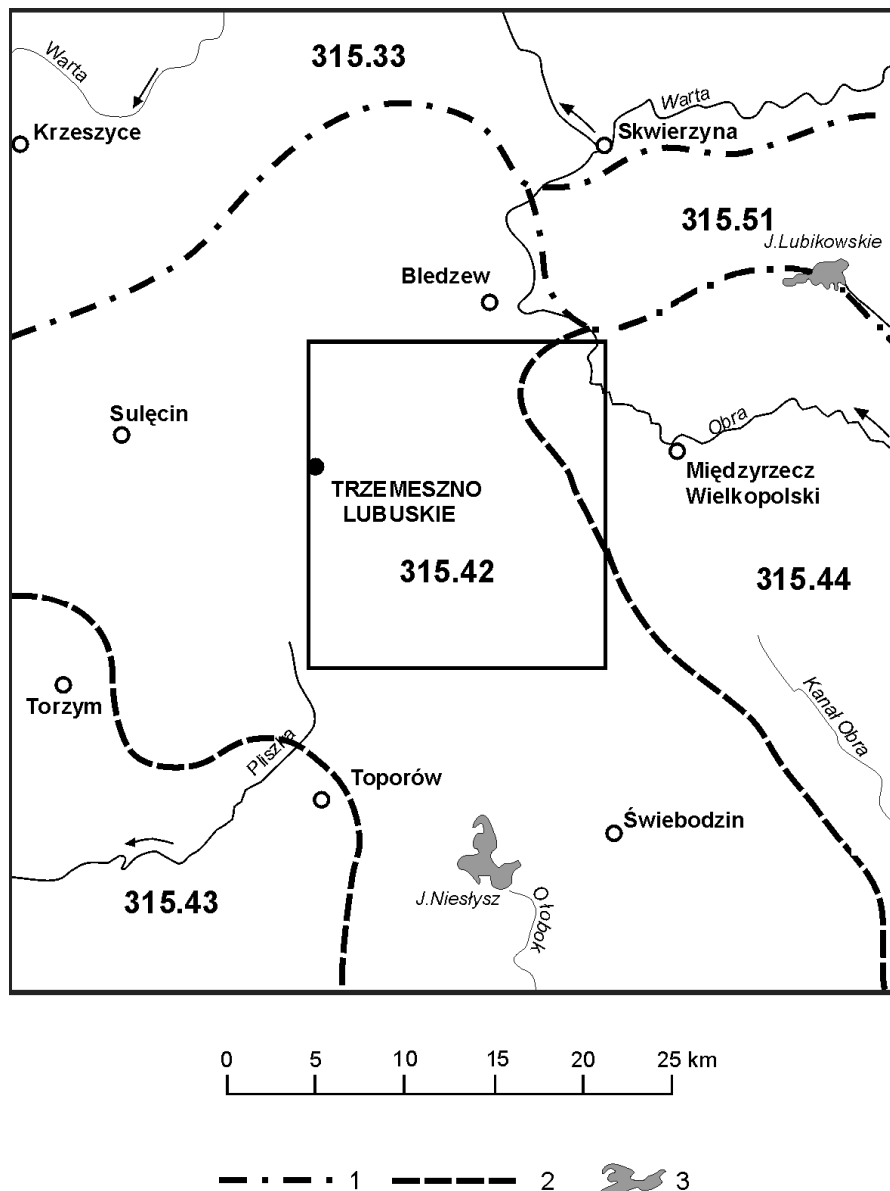 315.33
Warta
Krzeszyce
Warta
Skwierzyna
315.51
J.Lubikowskie
Bledzew
Sulęcin
Obra
Międzyrzecz
Wielkopolski
TRZEMESZNO
LUBUSKIE
315.42
315.44
Torzym
Kanał Obra
Pliszka
Toporów
Świebodzin
315.43
J.Niesłysz
Ołobok
0 5 10 15 20 25 km
1 2 3